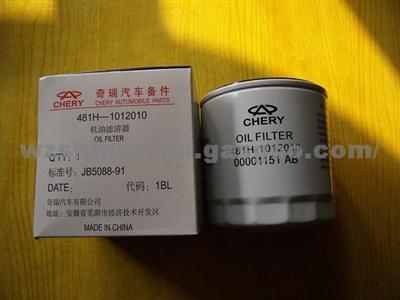 CHERY
奇瑞汽车备件
CHERY AUTOMOBILE PARTS
481H-1012010
机油滤清器
OIL FILTER
QTY: 1
标准号: JB5088-91
DATE: 代码: 1BL
奇瑞汽车有限公司
地址: 安徽省芜湖市经济技术开发区
MADE IN CHINA
CHERY
OIL FILTER
481H-1012010
00001151 AB